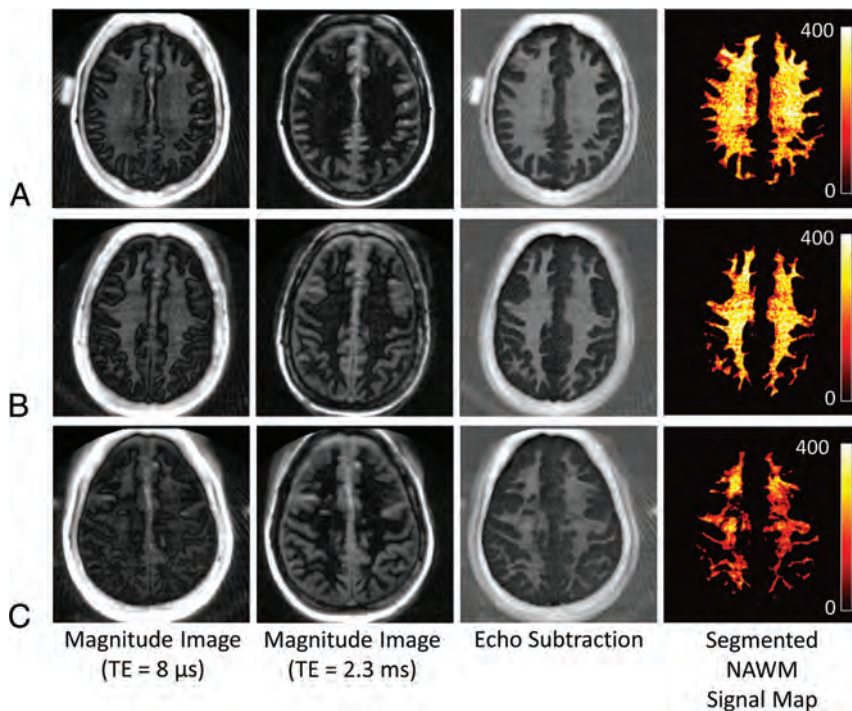 400
0
A
400
0
B
400
0
C
Magnitude Image
(TE = 8 µs)
Magnitude Image
(TE = 2.3 ms)
Echo Subtraction
Segmented
NAWM
Signal Map